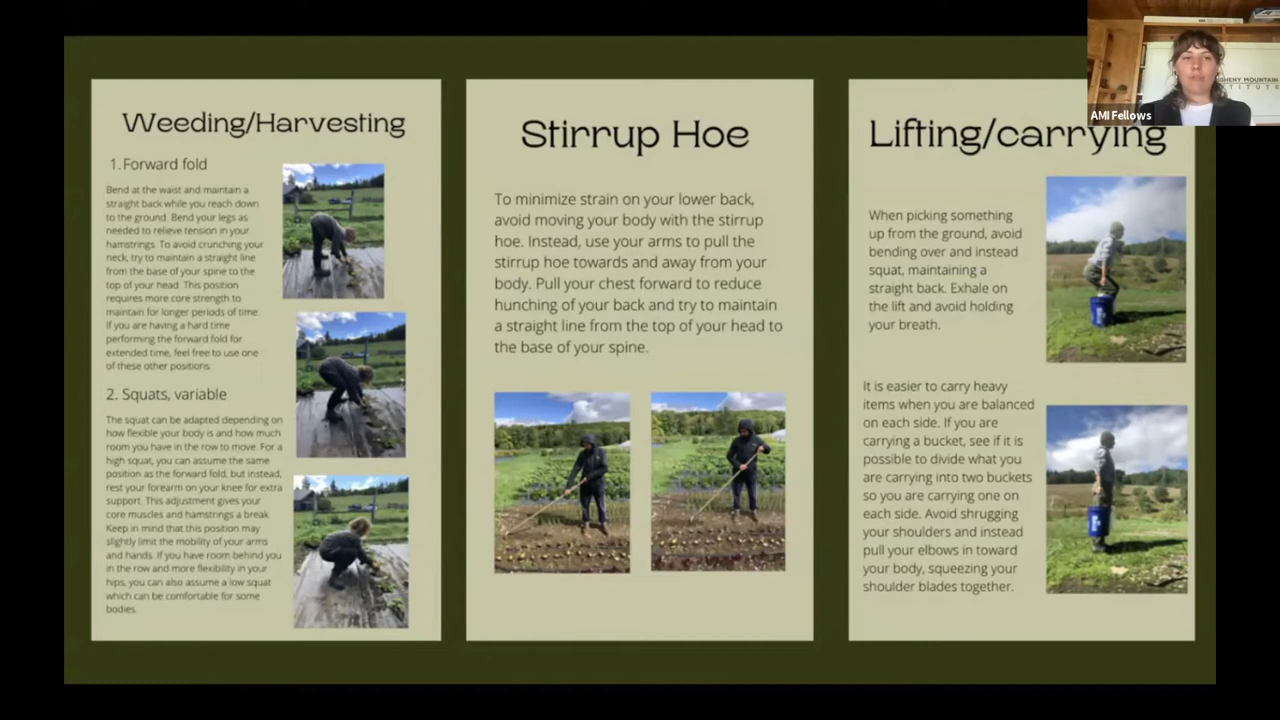 Weeding/Harvesting
1. Forward fold
Bend at the waist and maintain a
straight back while you reach down
to the ground. Bend your legs as
needed to relieve tension in your
hamstrings. To avoid crunching your
neck, try to maintain a straight line
from the base of your spine to the
top of your head. This position
requires more core strength to
maintain for longer periods of time.
If you are having a hard time
performing the forward fold for
extended time, feel free to use one
of these other positions.
2. Squats, variable
The squat can be adapted depending on
how flexible your body is and how much
room you have in the row to move. For a
high squat, you can assume the same
position as the forward fold, but instead,
rest your forearm on your knee for extra
support. This adjustment gives your
core muscles and hamstrings a break.
Keep in mind that this position may
slightly limit the mobility of your arms
and hands. If you have room behind you
in the row and more flexibility in your
hips, you can also assume a low squat
which can be comfortable for some
bodies.
Stirrup Hoe
To minimize strain on your lower back,
avoid moving your body with the stirrup
hoe. Instead, use your arms to pull the
stirrup hoe towards and away from your
body. Pull your chest forward to reduce
hunching of your back and try to maintain
a straight line from the top of your head to
the base of your spine.
Lifting/carrying
When picking something
up from the ground, avoid
bending over and instead
squat, maintaining a
straight back. Exhale on
the lift and avoid holding
your breath.
It is easier to carry heavy
items when you are balanced
on each side. If you are
carrying a bucket, see if it is
possible to divide what you
are carrying into two buckets
so you are carrying one on
each side. Avoid shrugging
your shoulders and instead
pull your elbows in toward
your body, squeezing your
shoulder blades together.
GHENY MOUNTAIN
TITUTE
AMI Fellows